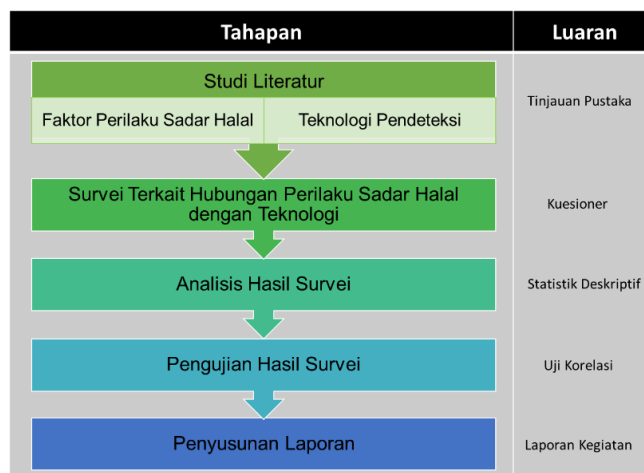 Tahapan
Luaran
Studi Literatur
Faktor Perilaku Sadar Halal
Teknologi Pendeteksi
Tinjauan Pustaka
Survei Terkait Hubungan Perilaku Sadar Halal
dengan Teknologi
Kuesioner
Analisis Hasil Survei
Statistik Deskriptif
Pengujian Hasil Survei
Uji Korelasi
Penyusunan Laporan
Laporan Kegiatan